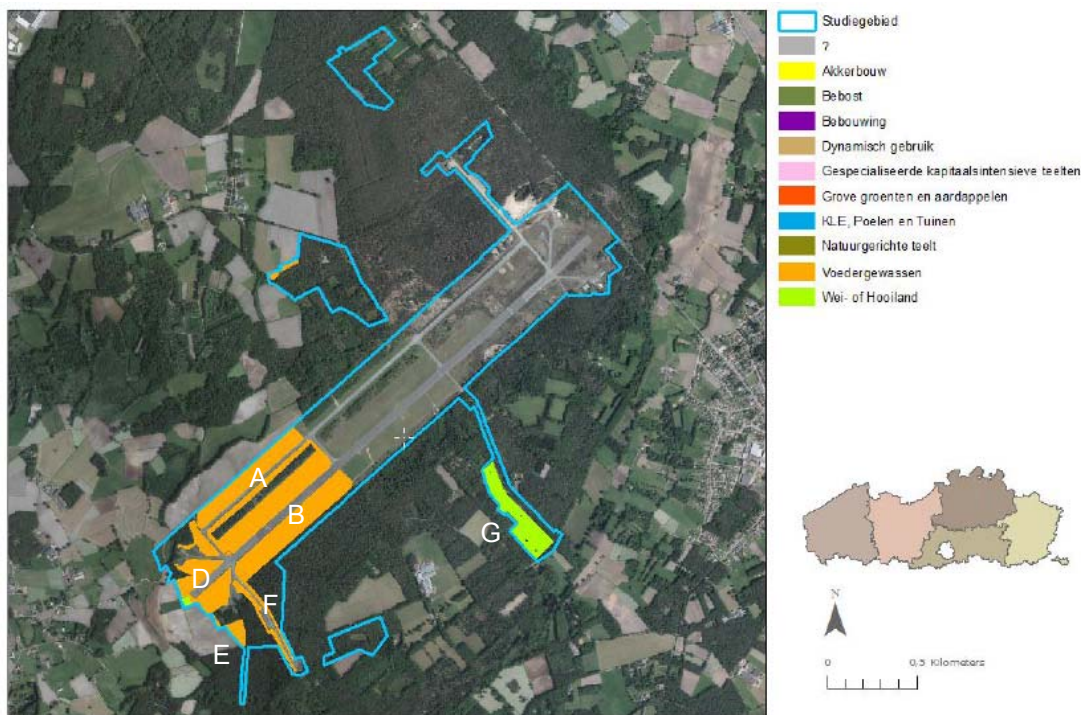 Studiegebied
?
Akkerbouw
Bebost
Bebouwing
Dynamisch gebruik
Gespecialiseerde kapitaalsintensieve teelten
Grove groenten en aardappelen
KLE, Poelen en Tuinen
Natuurgerichte teelt
Voedergewassen
Wei- of Hooiland
A
B
G
D
F
E
N
0 0,5 Kilometers